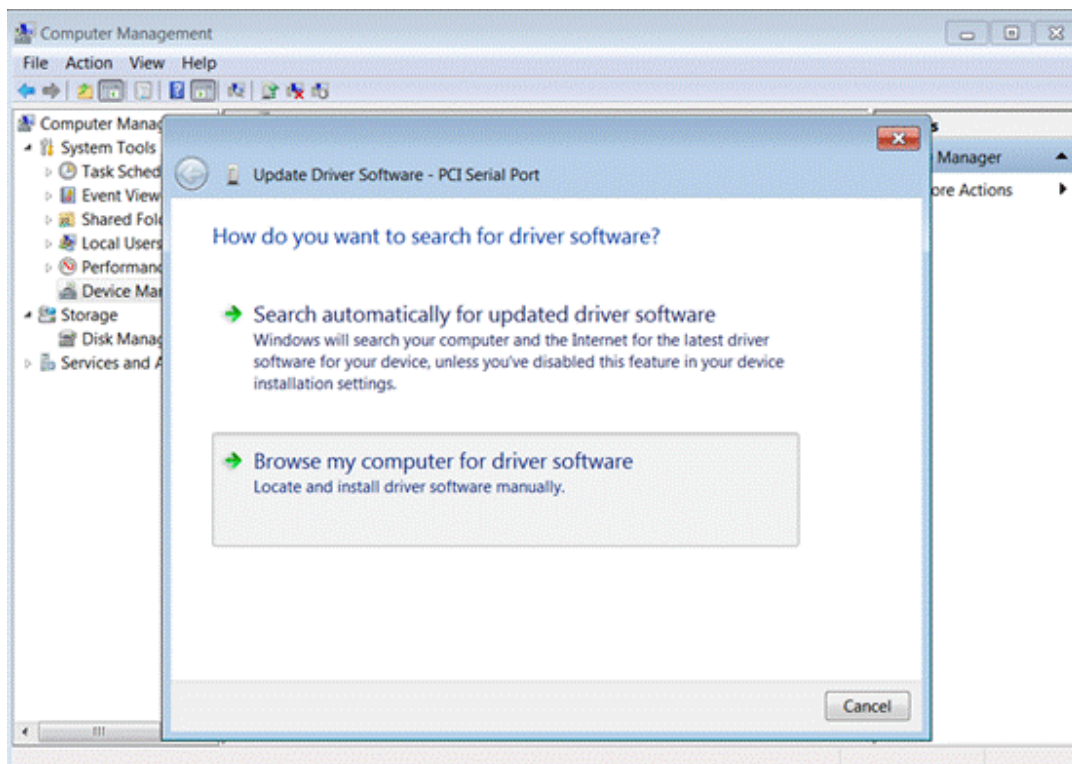 Computer Management
File Action View Help
Computer Manag
System Tools
Task Sched
Event View
Shared Fold
Local Users
Performanc
Device Mar
Storage
Disk Manag
Services and A
Update Driver Software - PCI Serial Port
How do you want to search for driver software?
Search automatically for updated driver software
Windows will search your computer and the Internet for the latest driver
software for your device, unless you've disabled this feature in your device
installation settings.
Browse my computer for driver software
Locate and install driver software manually.
Cancel
s
Manager
ore Actions